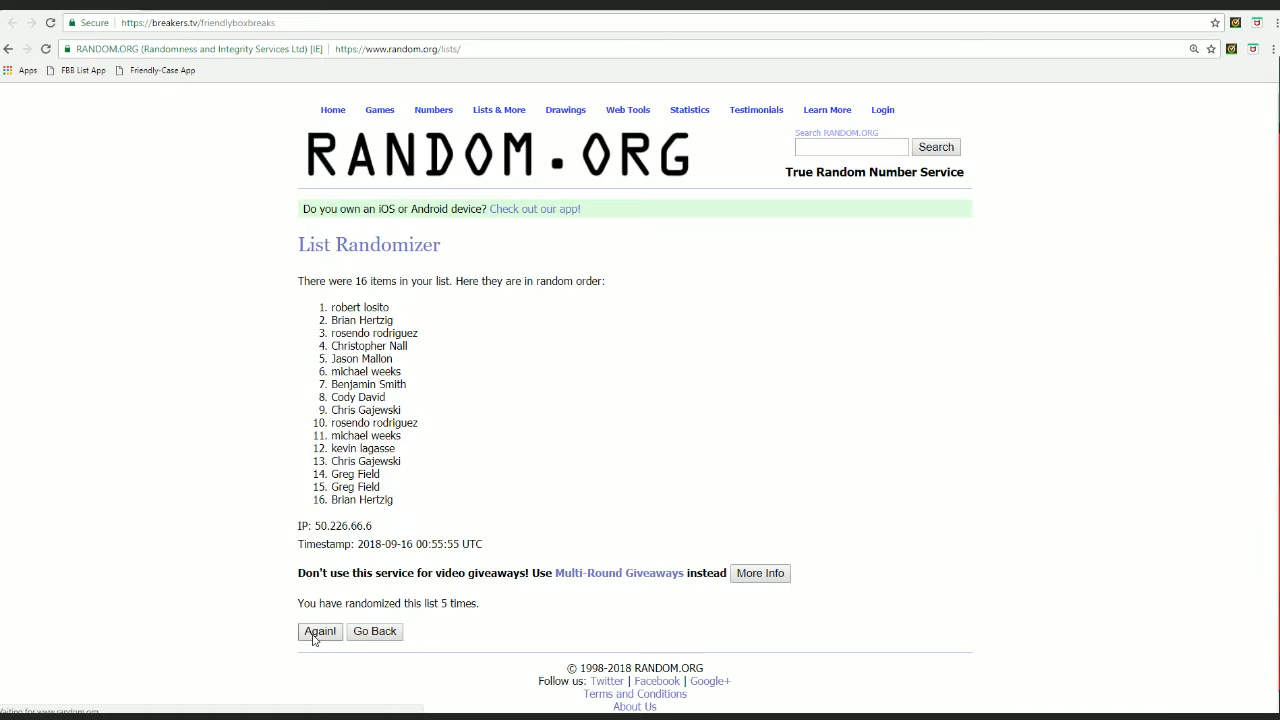 Secure https://breakers.tv/friendlyboxbreaks
RANDOM.ORG (Randomness and Integrity Services Ltd) [IE] https://www.random.org/lists/
Apps FBB List App Friendly-Case App
Home Games Numbers Lists & More Drawings Web Tools Statistics Testimonials Learn More Login
RANDOM.ORG
Search RANDOM.ORG
Search
True Random Number Service
Do you own an iOS or Android device? Check out our app!
List Randomizer
There were 16 items in your list. Here they are in random order:
1. robert losito
2. Brian Hertzig
3. rosendo rodriguez
4. Christopher Nall
5. Jason Mallon
6. michael weeks
7. Benjamin Smith
8. Cody David
9. Chris Gajewski
10. rosendo rodriguez
11. michael weeks
12. kevin lagasse
13. Chris Gajewski
14. Greg Field
15. Greg Field
16. Brian Hertzig
IP: 50.226.66.6
Timestamp: 2018-09-16 00:55:55 UTC
Don't use this service for video giveaways! Use Multi-Round Giveaways instead More Info
You have randomized this list 5 times.
Again! Go Back
© 1998-2018 RANDOM.ORG
Follow us: Twitter | Facebook | Google+
Terms and Conditions
About Us
Waiting for www.random.org